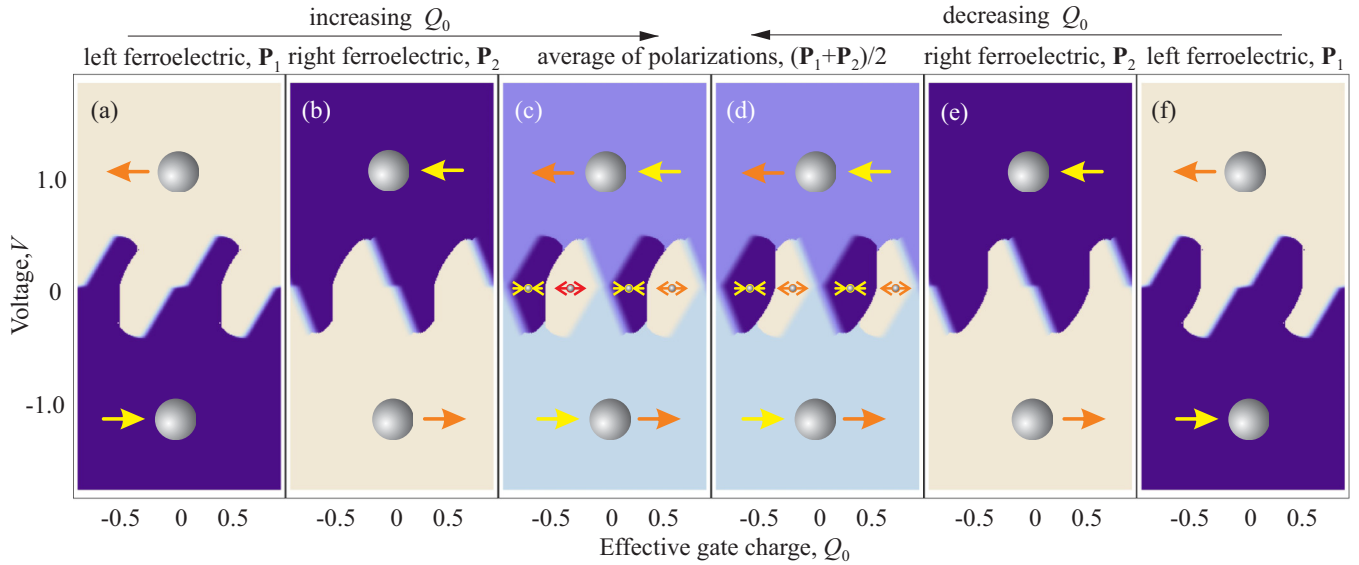 increasing Q0
decreasing Q0
left ferroelectric, P1
right ferroelectric, P2
average of polarizations, (P1+P2)/2
right ferroelectric, P2
left ferroelectric, P1
(a)
(b)
(c)
(d)
(e)
(f)
Voltage,V
1.0
0
-1.0
-0.5 0 0.5
-0.5 0 0.5
-0.5 0 0.5
-0.5 0 0.5
-0.5 0 0.5
-0.5 0 0.5
Effective gate charge, Q0